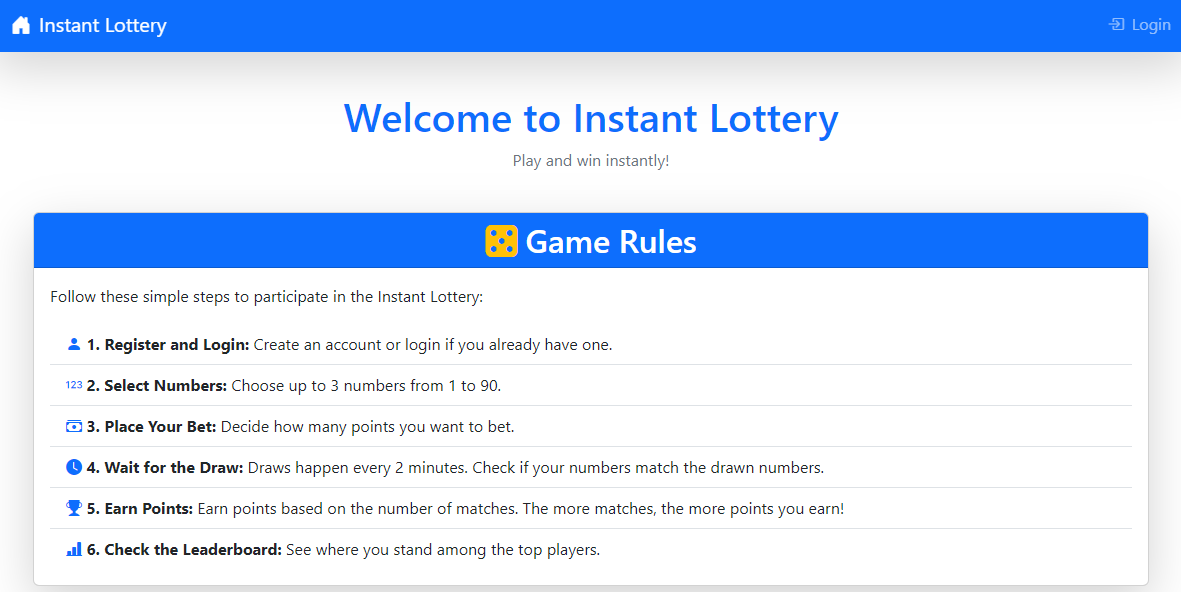 Instant Lottery
Login
Welcome to Instant Lottery
Play and win instantly!
Game Rules
Follow these simple steps to participate in the Instant Lottery:
1. Register and Login: Create an account or login if you already have one.
123 2. Select Numbers: Choose up to 3 numbers from 1 to 90.
3. Place Your Bet: Decide how many points you want to bet.
4. Wait for the Draw: Draws happen every 2 minutes. Check if your numbers match the drawn numbers.
5. Earn Points: Earn points based on the number of matches. The more matches, the more points you earn!
6. Check the Leaderboard: See where you stand among the top players.